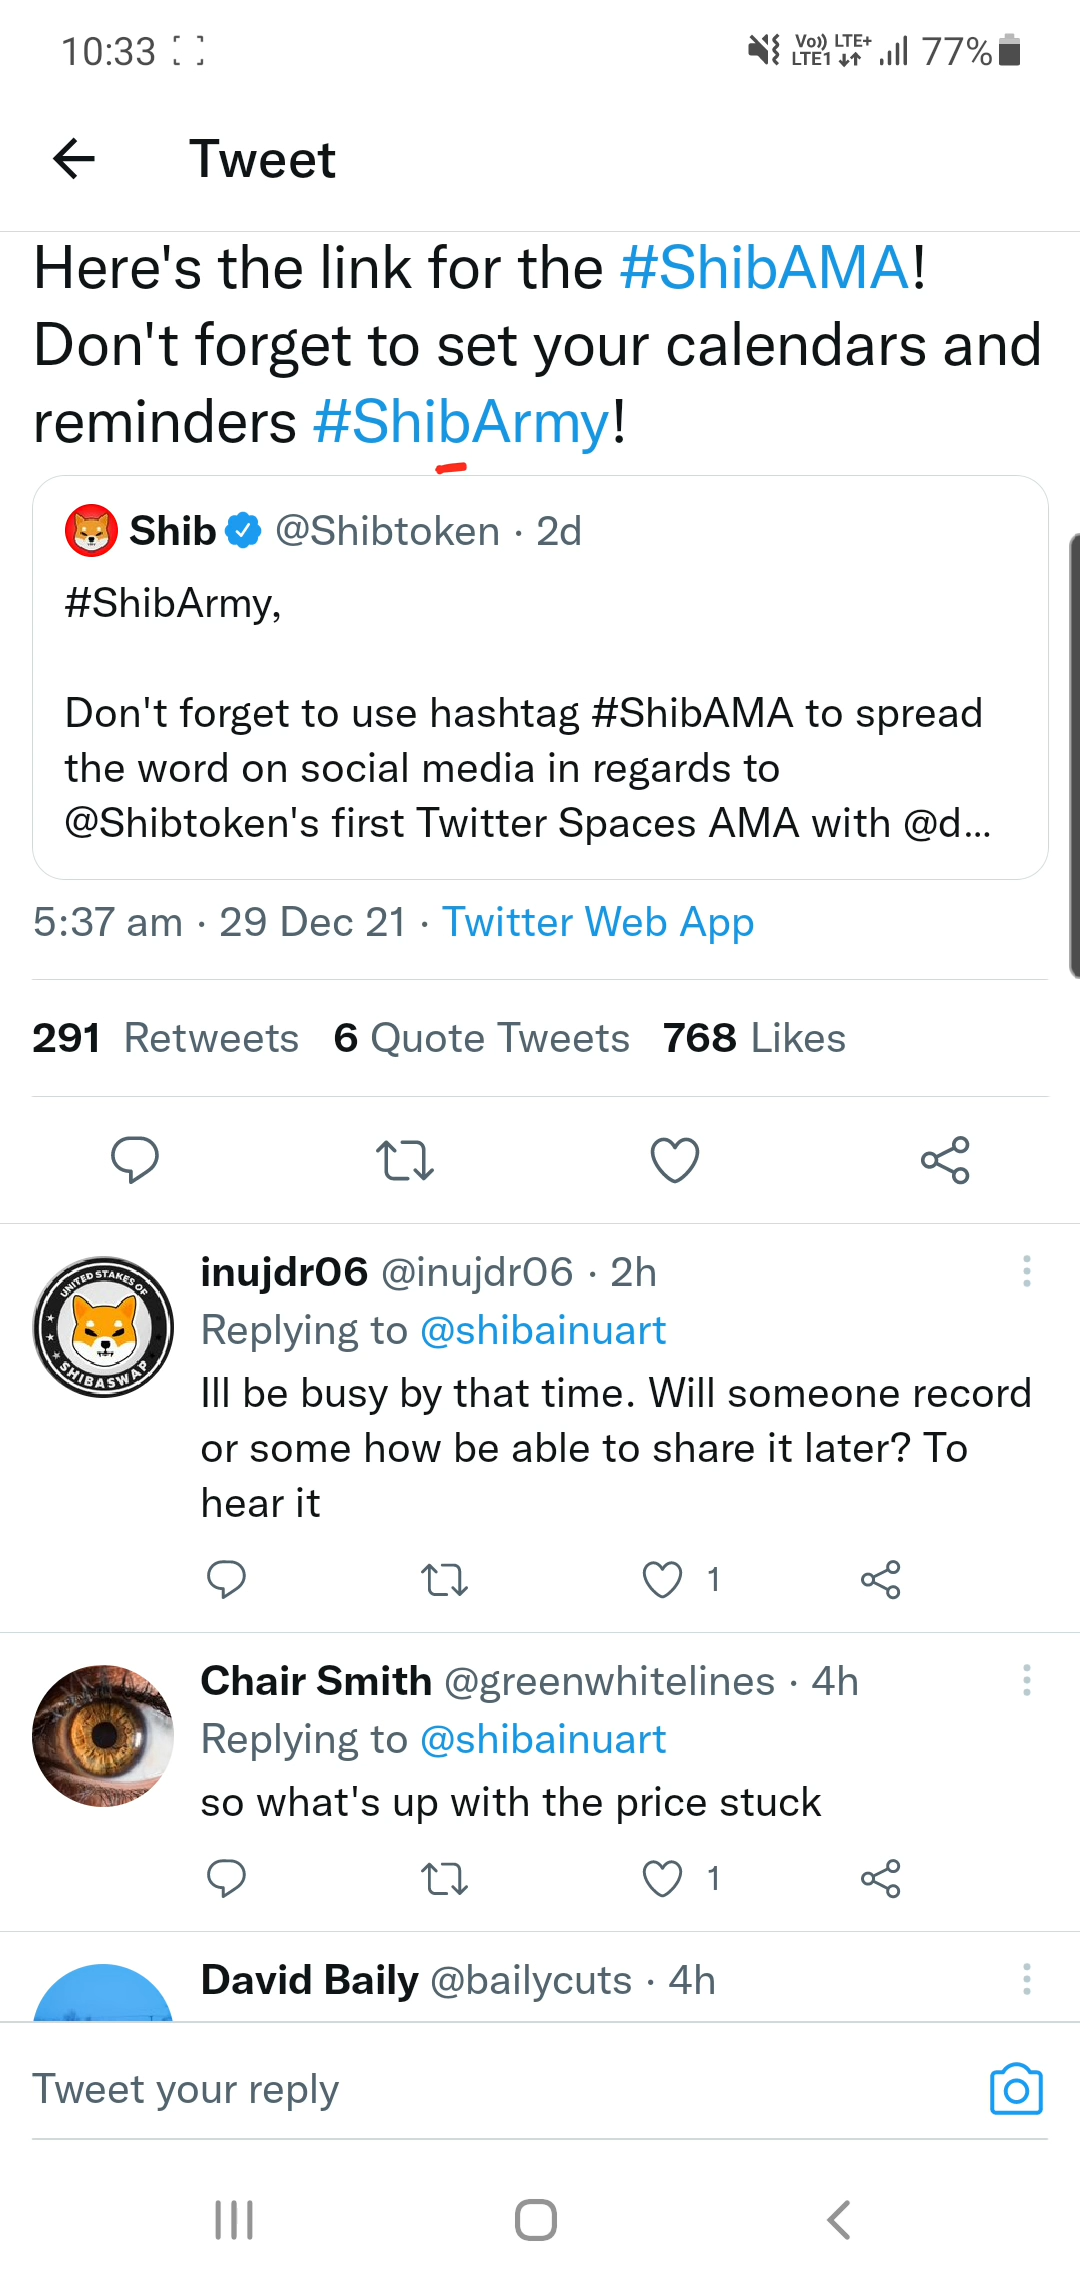 10:33
Vo)) LTE+
LTE1
77%
Tweet
Here's the link for the #ShibAMA!
Don't forget to set your calendars and
reminders #ShibArmy!
Shib @Shibtoken · 2d
#ShibArmy,
Don't forget to use hashtag #ShibAMA to spread
the word on social media in regards to
@Shibtoken's first Twitter Spaces AMA with @d...
5:37 am · 29 Dec 21 · Twitter Web App
291 Retweets 6 Quote Tweets 768 Likes
UNITED STAKES OF
SHIBASWAP
inujdr06 @inujdr06 · 2h
Replying to @shibainuart
Ill be busy by that time. Will someone record
or some how be able to share it later? To
hear it
1
Chair Smith @greenwhitelines · 4h
Replying to @shibainuart
so what's up with the price stuck
1
David Baily @bailycuts · 4h
Tweet your reply